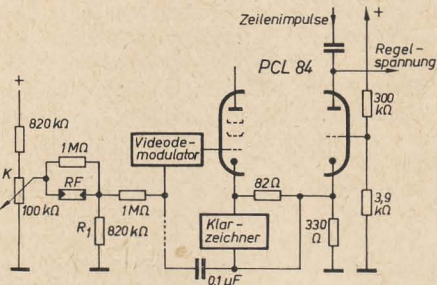 Zeilenimpulse
PCL 84
Regel-
spannung
+
+
300
kΩ
820 kΩ
1 MΩ
Videode-
modulator
K
RF
82Ω
100 kΩ
1 MΩ
3,9
kΩ
R1
820 kΩ
Klar-
zeichner
330
Ω
0,1 µF